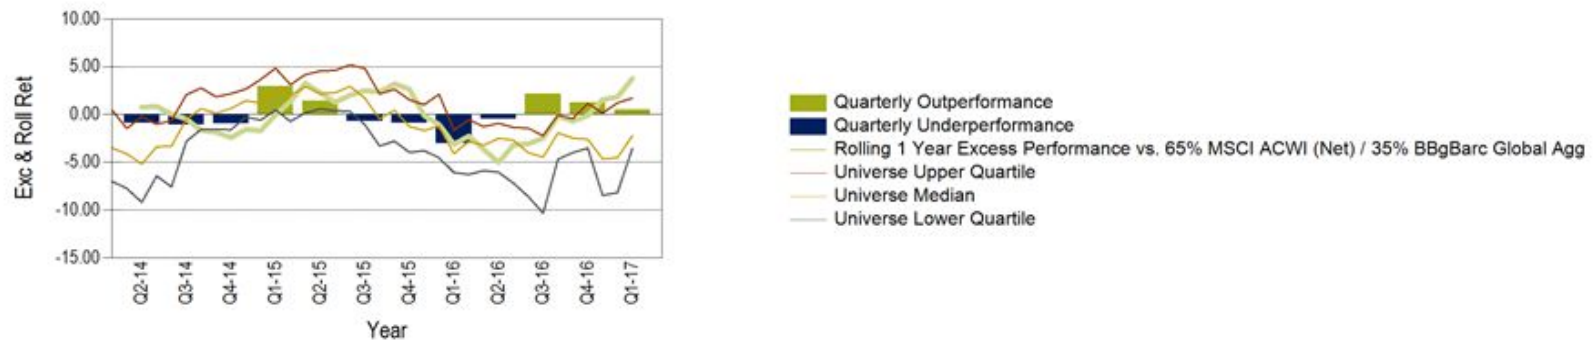 10.00
5.00
0.00
-5.00
-10.00
-15.00
Exc & Roll Ret
Q2-14
Q3-14
Q4-14
Q1-15
Q2-15
Q3-15
Q4-15
Q1-16
Q2-16
Q3-16
Q4-16
Q1-17
Year
Quarterly Outperformance
Quarterly Underperformance
Rolling 1 Year Excess Performance vs. 65% MSCI ACWI (Net) / 35% BBgBarc Global Agg
Universe Upper Quartile
Universe Median
Universe Lower Quartile